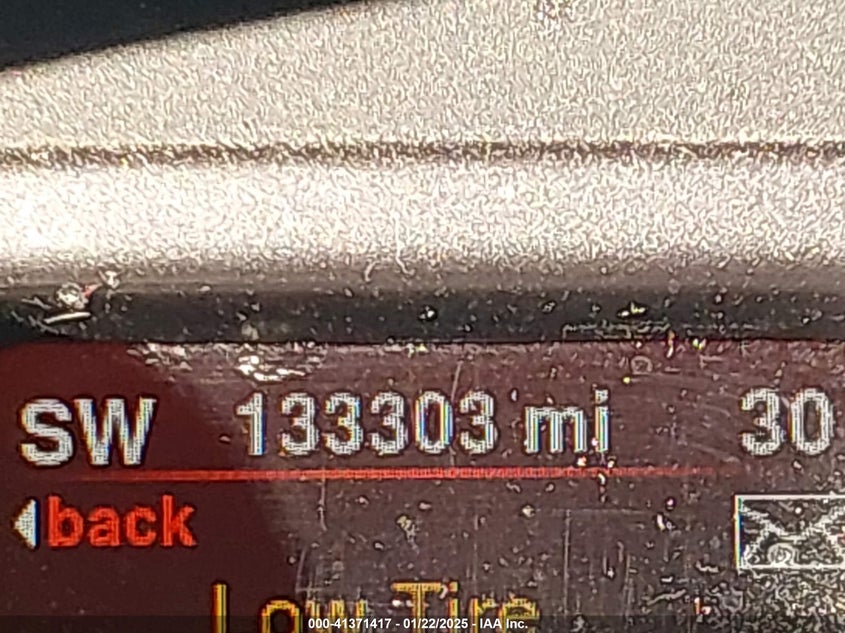 SW 133303 mi 30
back
Low Tire
000-41371417 - 01/22/2025 - IAA Inc.